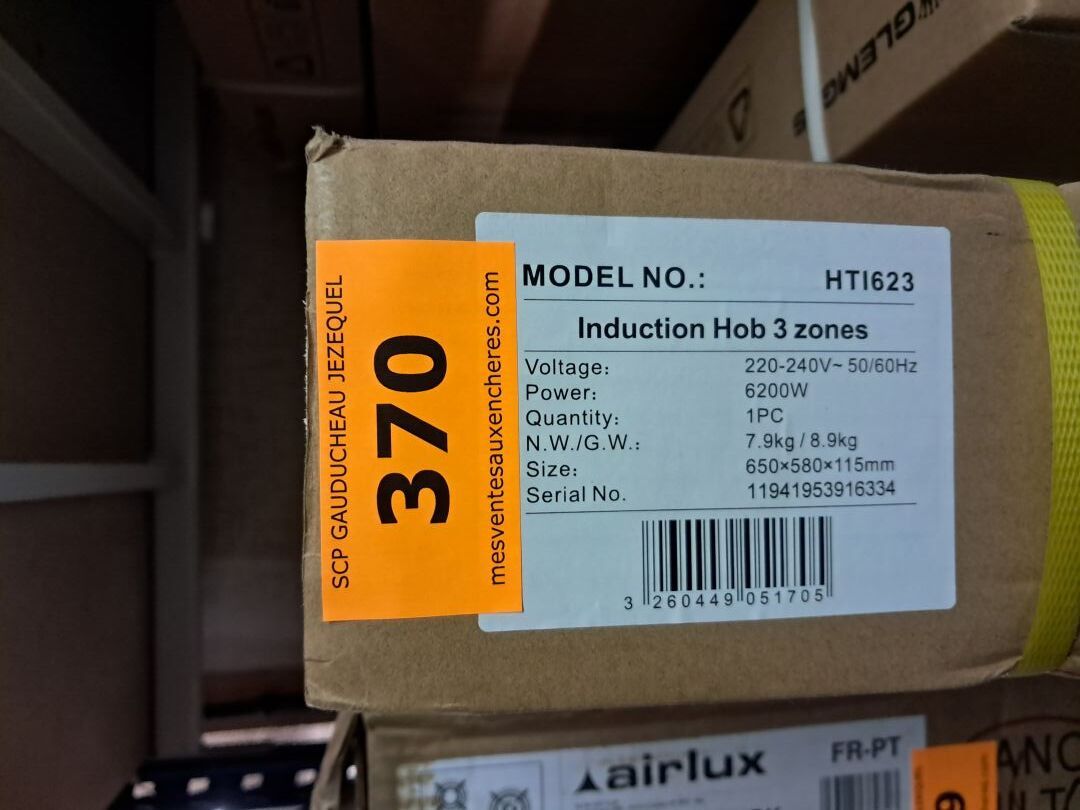 GLEMG
SCP GAUDUCHEAU JEZEQUEL
370
mesventesauxencheres.com
MODEL NO.: HTI623
Induction Hob 3 zones
Voltage: 220-240V~ 50/60Hz
Power: 6200W
Quantity: 1PC
N.W./G.W.: 7.9kg / 8.9kg
Size: 650×580×115mm
Serial No. 11941953916334
3 260449 051705
airlux
FR-PT